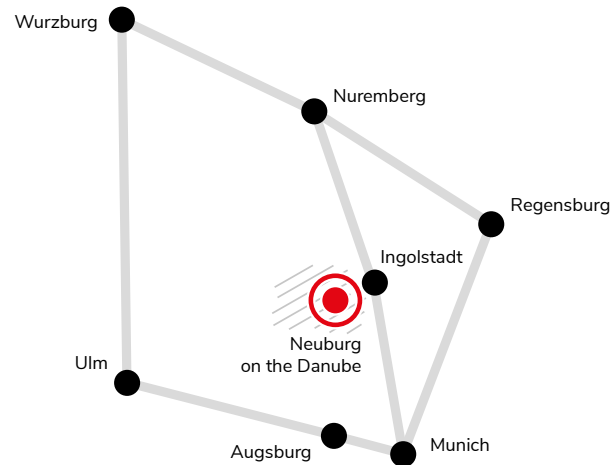 Wurzburg
Nuremberg
Regensburg
Ingolstadt
Neuburg
on the Danube
Ulm
Augsburg
Munich